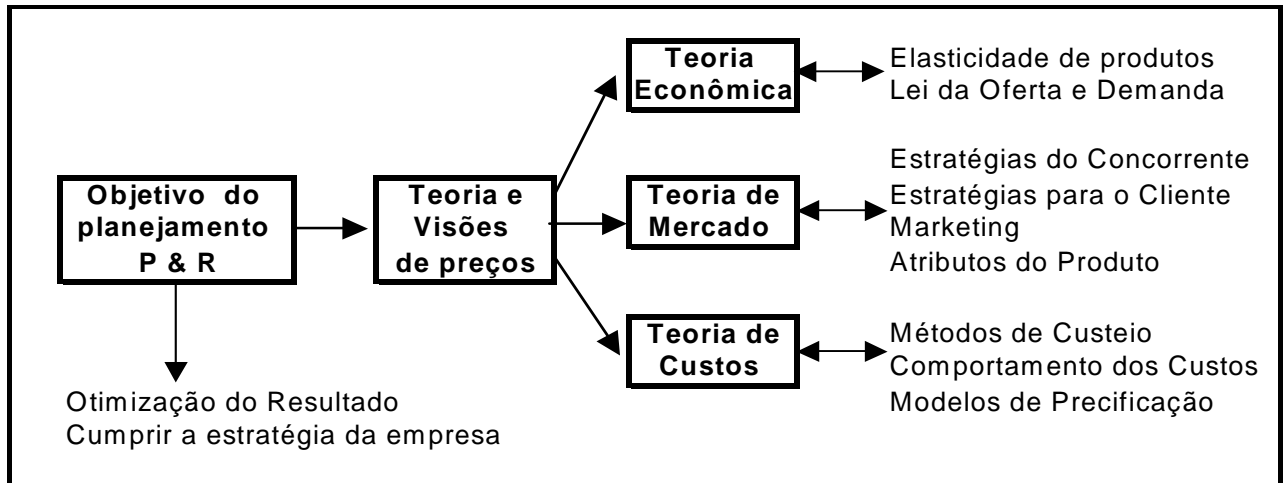 Teoria
Econômica
Elasticidade de produtos
Lei da Oferta e Demanda
Objetivo do
planejamento
P & R
Teoria e
Visões
de preços
Teoria de
Mercado
Estratégias do Concorrente
Estratégias para o Cliente
Marketing
Atributos do Produto
Teoria de
Custos
Métodos de Custeio
Comportamento dos Custos
Modelos de Precificação
Otimização do Resultado
Cumprir a estratégia da empresa